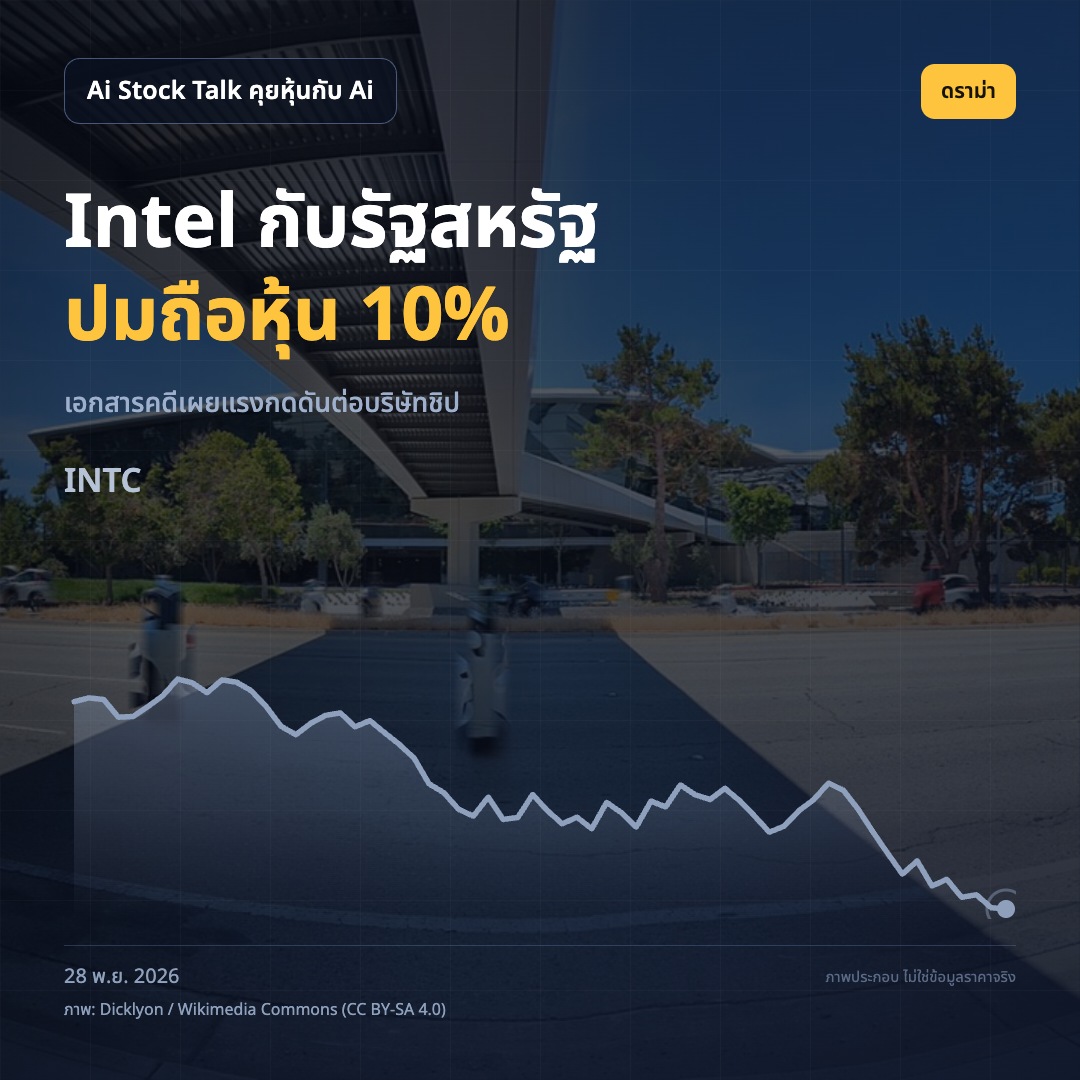 Ai Stock Talk คุยหุ้นกับ Ai
ดราม่า
Intel กับรัฐสหรัฐ
ปมถือหุ้น 10%
เอกสารคดีเผยแรงกดดันต่อบริษัทชิป
INTC
28 พ.ย. 2026
ภาพประกอบ ไม่ใช่ข้อมูลราคาจริง
ภาพ: Dicklyon / Wikimedia Commons (CC BY-SA 4.0)